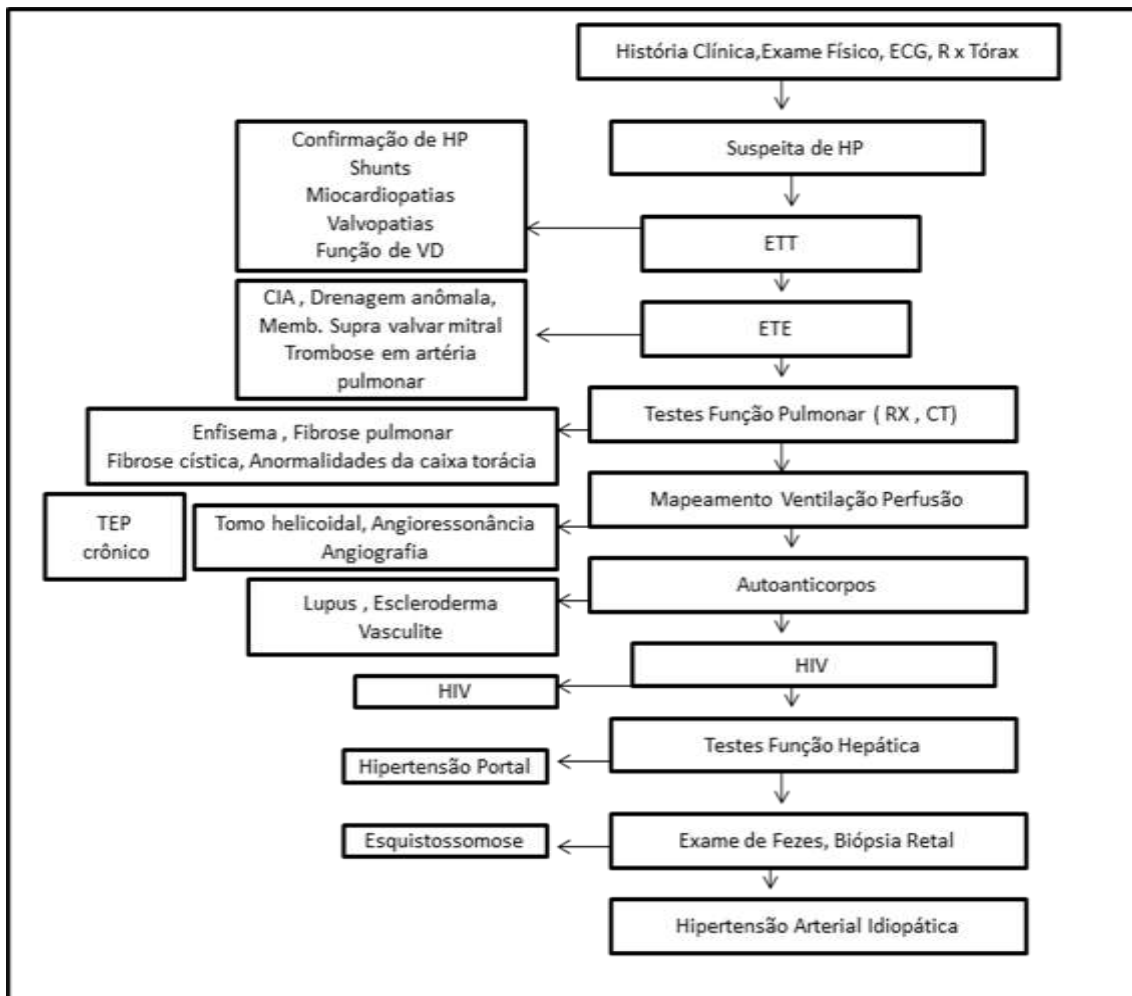 História Clínica,Exame Físico, ECG, R x Tórax
Suspeita de HP
Confirmação de HP
Shunts
Miocardiopatias
Valvopatias
Função de VD
ETT
CIA , Drenagem anômala,
Memb. Supra valvar mitral
Trombose em artéria
pulmonar
ETE
Testes Função Pulmonar ( RX , CT)
Enfisema , Fibrose pulmonar
Fibrose cística, Anormalidades da caixa torácia
Mapeamento Ventilação Perfusão
TEP
crônico
Tomo helicoidal, Angioressonância
Angiografia
Autoanticorpos
Lupus , Escleroderma
Vasculite
HIV
HIV
Testes Função Hepática
Hipertensão Portal
Exame de Fezes, Biópsia Retal
Esquistossomose
Hipertensão Arterial Idiopática